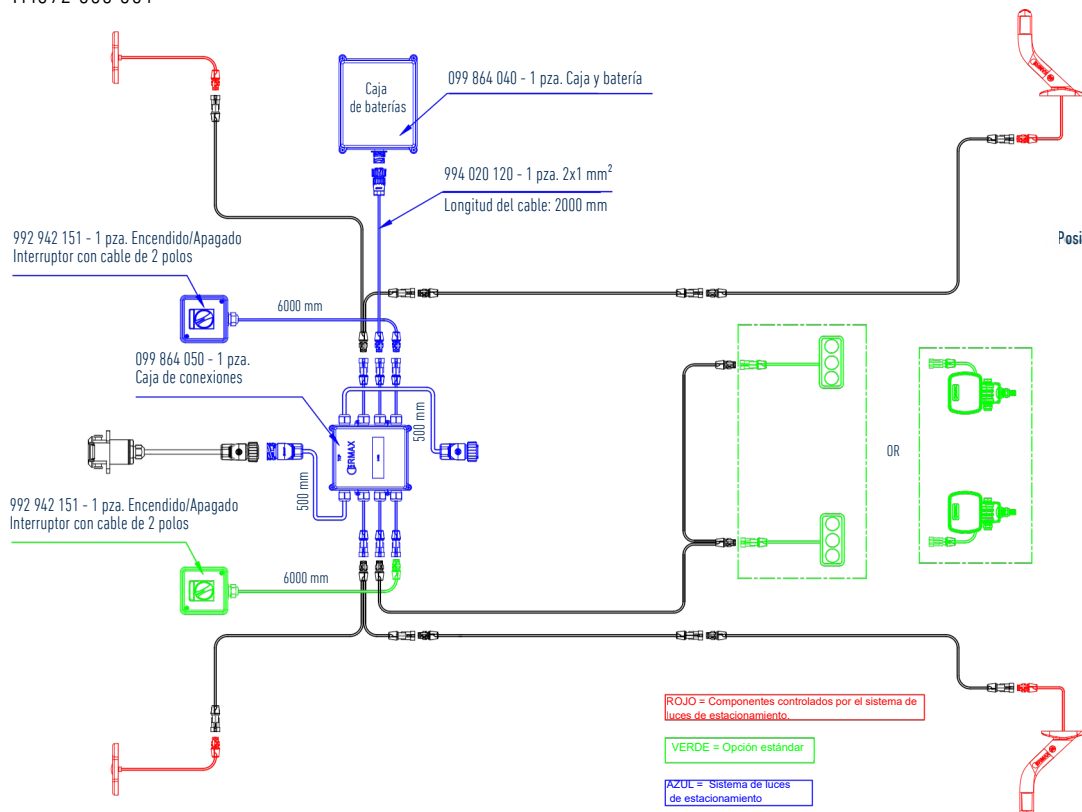 Caja
de baterías
099 864 040 - 1 pza. Caja y batería
994 020 120 - 1 pza. 2x1 mm²
Longitud del cable: 2000 mm
992 942 151 - 1 pza. Encendido/Apagado
Interruptor con cable de 2 polos
Posi
6000 mm
099 864 050 - 1 pza.
Caja de conexiones
500 mm
TOP
ERMAX
OR
500 mm
992 942 151 - 1 pza. Encendido/Apagado
Interruptor con cable de 2 polos
6000 mm
ROJO = Componentes controlados por el sistema de
luces de estacionamiento.
VERDE = Opción estándar
AZUL = Sistema de luces
de estacionamiento